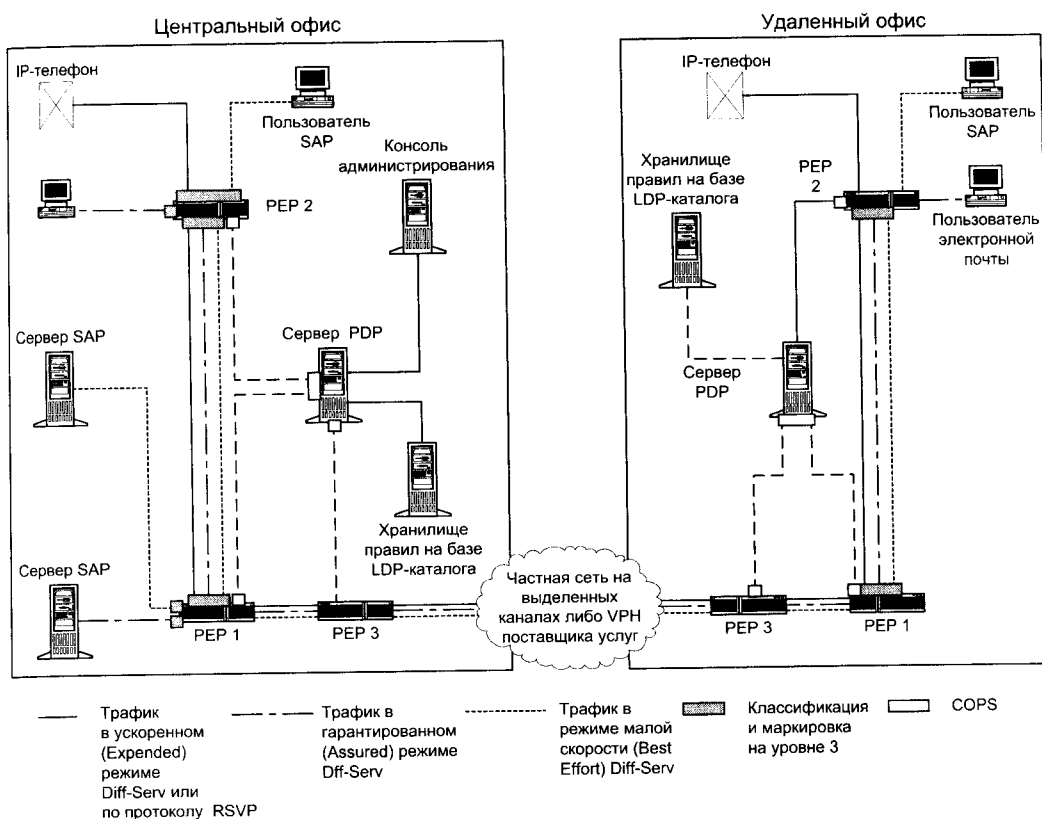 Центральный офис
Удаленный офис
IP-телефон
Пользователь
SAP
Консоль
администрирования
PEP 2
Сервер SAP
Сервер PDP
Хранилище
правил на базе
LDP-каталога
Сервер SAP
PEP 1
PEP 3
Частная сеть на
выделенных
каналах либо VPH
поставщика услуг
IP-телефон
Пользователь
SAP
Хранилище
правил на базе
LDP-каталога
PEP
2
Пользователь
электронной
почты
Сервер
PDP
PEP 3
PEP 1
Трафик
в ускоренном
(Expended)
режиме
Diff-Serv или
по протоколу RSVP
Трафик в
гарантированном
(Assured) режиме
Dff-Serv
Трафик в
режиме малой
скорости (Best
Effort) Diff-Serv
Классификация
и маркировка
на уровне 3
COPS